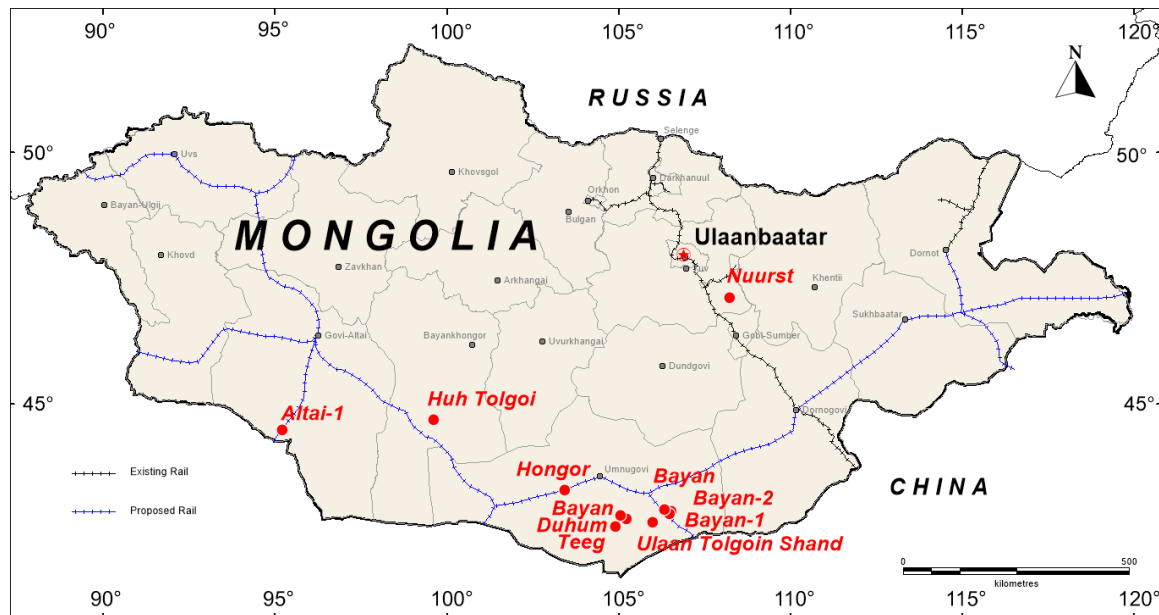 90°
95°
100°
105°
110°
115°
120°
N
RUSSIA
Selenge
50°
50°
Uvs
Khovsgol
Darkhanuul
Orkhon
Bayan-Ulgii
Bulgan
MONGOLIA
Ulaanbaatar
Khovd
Zavkhan
Tuv
Dornot
Arkhangai
Nuurst
Khentii
Sukhbaatar
Govi-Altai
Bayankhongor
Uvurkhangai
Gobi-Sumber
Dundgovi
45°
45°
Altai-1
Huh Tolgoi
Dornogovi
Existing Rail
Hongor
Umnugovi
Bayan
CHINA
Proposed Rail
Bayan
Bayan-2
Duhum
Bayan-1
Teeg
Ulaan Tolgoin Shand
0
500
kilometres
90°
95°
100°
105°
110°
115°
120°